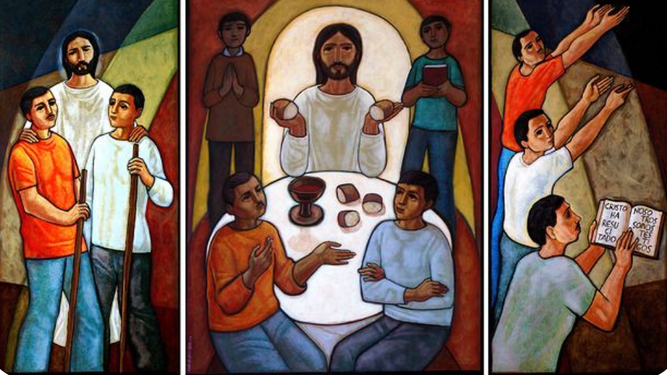 CRISTO
HA
RESU
CI
TADO
NOSO
TROS
SOMOS
TES
TI
GOS